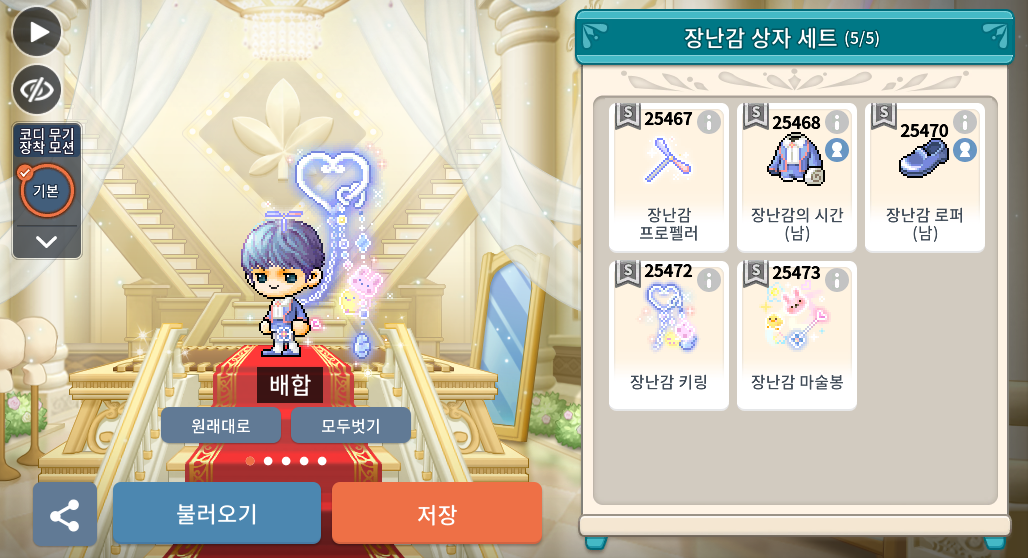 코디 무기
장착 모션
기본
배합
원래대로
모두벗기
불러오기
저장
장난감 상자 세트 (5/5)
S
25467
장난감
프로펠러
S
25468
장난감의 시간
(남)
S
25470
장난감 로퍼
(남)
S
25472
장난감 키링
S
25473
장난감 마술봉